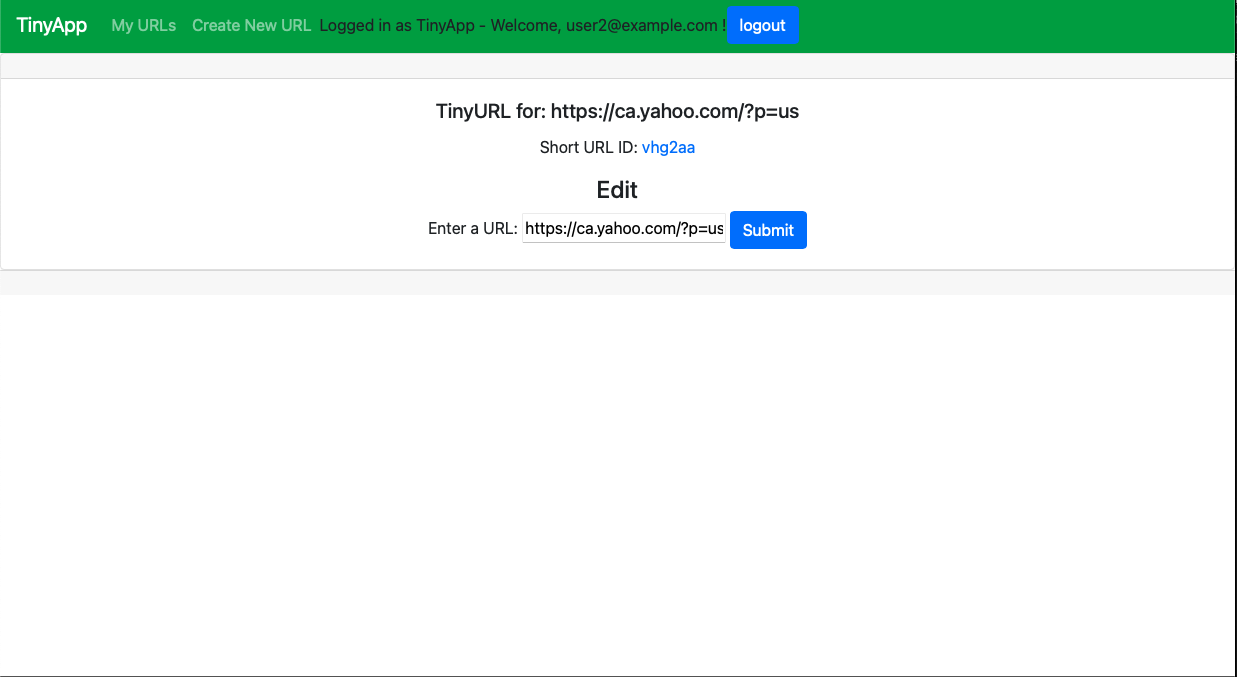 TinyApp My URLs Create New URL Logged in as TinyApp - Welcome, user2@example.com ! logout
TinyURL for: https://ca.yahoo.com/?p=us
Short URL ID: vhg2aa
Edit
Enter a URL: https://ca.yahoo.com/?p=us Submit